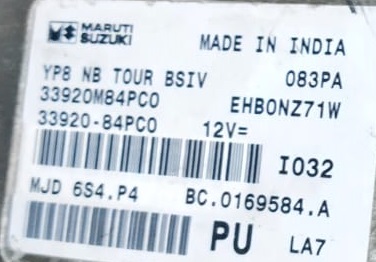 MARUTI
SUZUKI
MADE IN INDIA
YP8 NB TOUR BSIV 083PA
33920M84PC0 EHB0NZ71W
33920-84PC0 12V=
I032
MJD 6S4.P4 BC.0169584.A
PU LA7